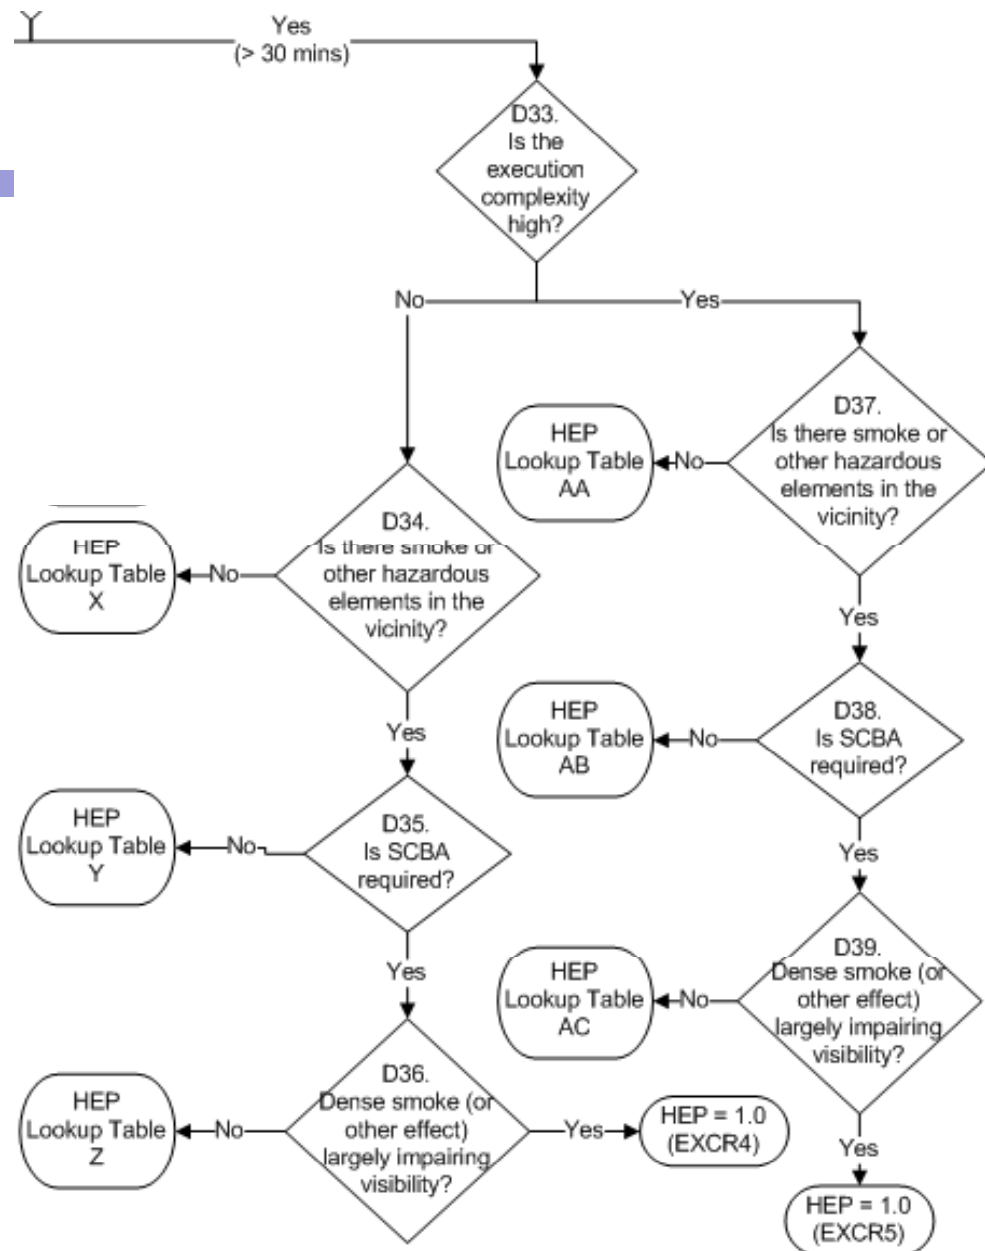 Yes
(> 30 mins)
D33.
Is the
execution
complexity
high?
No
Yes
D37.
Is there smoke or
other hazardous
elements in the
vicinity?
No
HEP
Lookup Table
AA
D34.
Is there smoke or
other hazardous
elements in the
vicinity?
No
HEP
Lookup Table
X
Yes
Yes
D38.
Is SCBA
required?
No
HEP
Lookup Table
AB
D35.
Is SCBA
required?
No
HEP
Lookup Table
Y
Yes
Yes
D39.
Dense smoke (or
other effect)
largely impairing
visibility?
No
HEP
Lookup Table
AC
D36.
Dense smoke (or
other effect)
largely impairing
visibility?
No
HEP
Lookup Table
Z
Yes
HEP = 1.0
(EXCR4)
Yes
HEP = 1.0
(EXCR5)